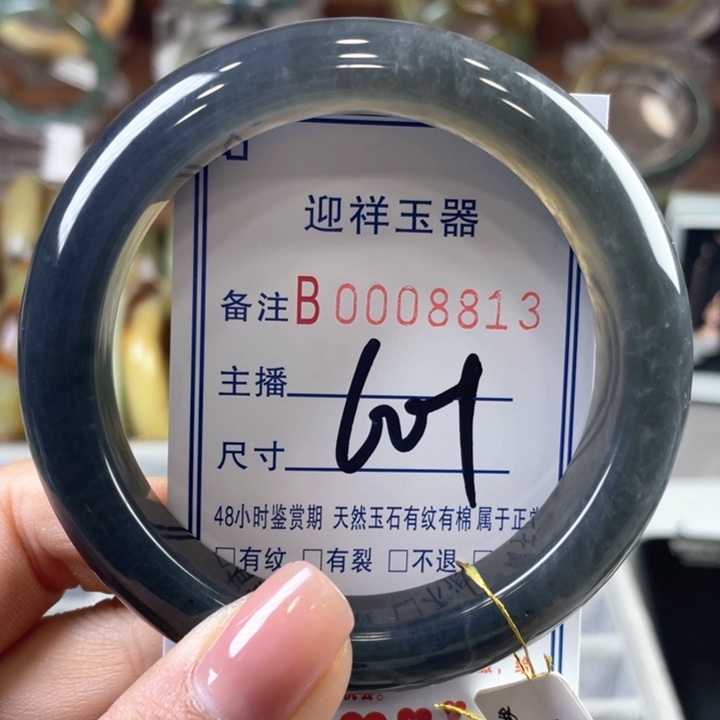 迎祥玉器
备注B0008813
主播
尺寸
48小时鉴赏期 天然玉石有纹有棉 属于正
□有纹 □有裂 □不退 □